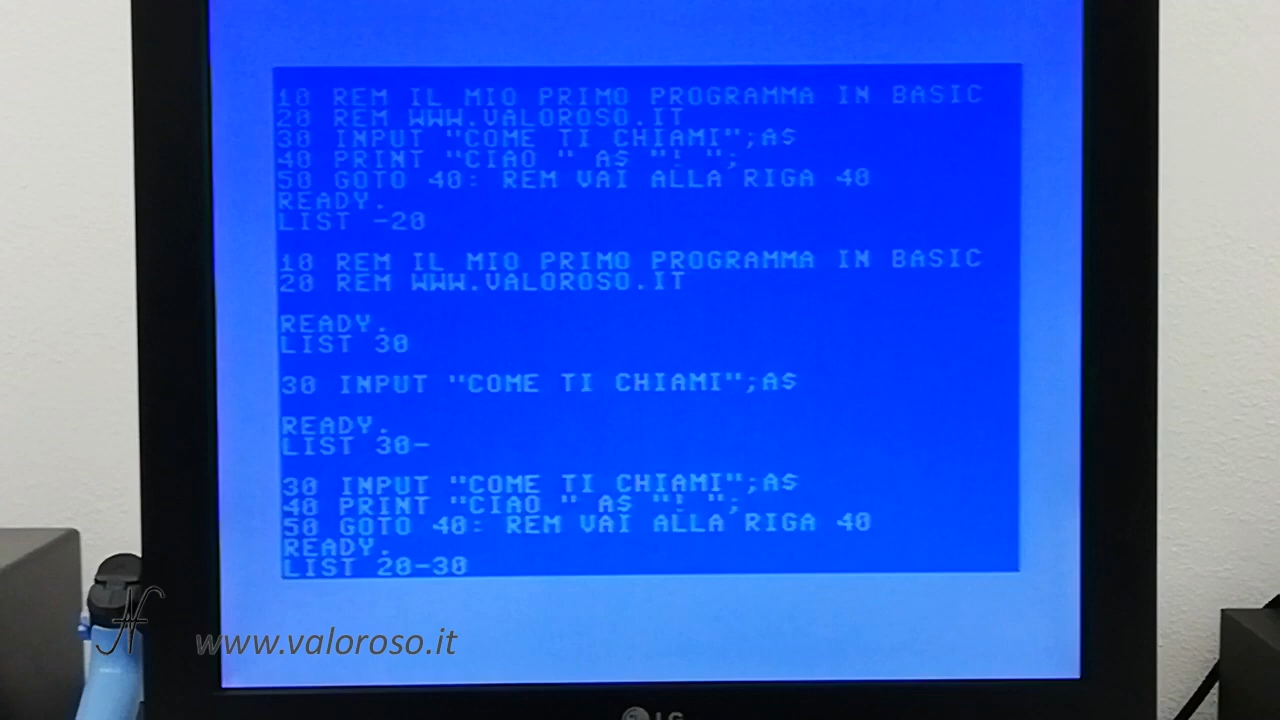 10 REM IL MIO PRIMO PROGRAMMA IN BASIC
20 REM WWW.VALOROSO.IT
30 INPUT "COME TI CHIAMI";A$
40 PRINT "CIAO " A$ "! ";
50 GOTO 40: REM VAI ALLA RIGA 40
READY.
LIST -20
10 REM IL MIO PRIMO PROGRAMMA IN BASIC
20 REM WWW.VALOROSO.IT
READY.
LIST 30
30 INPUT "COME TI CHIAMI";A$
READY.
LIST 30-
30 INPUT "COME TI CHIAMI";A$
40 PRINT "CIAO " A$ "! ";
50 GOTO 40: REM VAI ALLA RIGA 40
READY.
LIST 20-30
www.valoroso.it
LG